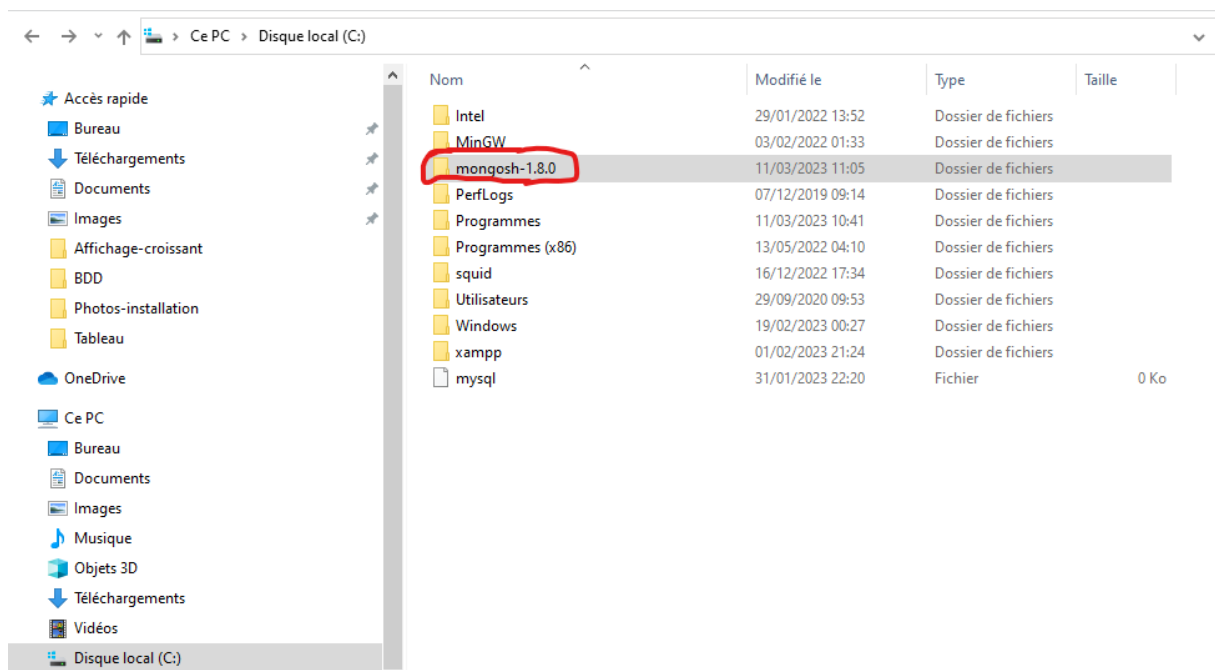 Ce PC > Disque local (C:)
Accès rapide
Bureau
Téléchargements
Documents
Images
Affichage-croissant
BDD
Photos-installation
Tableau
OneDrive
Ce PC
Bureau
Documents
Images
Musique
Objets 3D
Téléchargements
Vidéos
Disque local (C:)
Nom Modifié le Type Taille
Intel 29/01/2022 13:52 Dossier de fichiers
MinGW 03/02/2022 01:33 Dossier de fichiers
mongosh-1.8.0 11/03/2023 11:05 Dossier de fichiers
PerfLogs 07/12/2019 09:14 Dossier de fichiers
Programmes 11/03/2023 10:41 Dossier de fichiers
Programmes (x86) 13/05/2022 04:10 Dossier de fichiers
squid 16/12/2022 17:34 Dossier de fichiers
Utilisateurs 29/09/2020 09:53 Dossier de fichiers
Windows 19/02/2023 00:27 Dossier de fichiers
xampp 01/02/2023 21:24 Dossier de fichiers
mysql 31/01/2023 22:20 Fichier 0 Ko